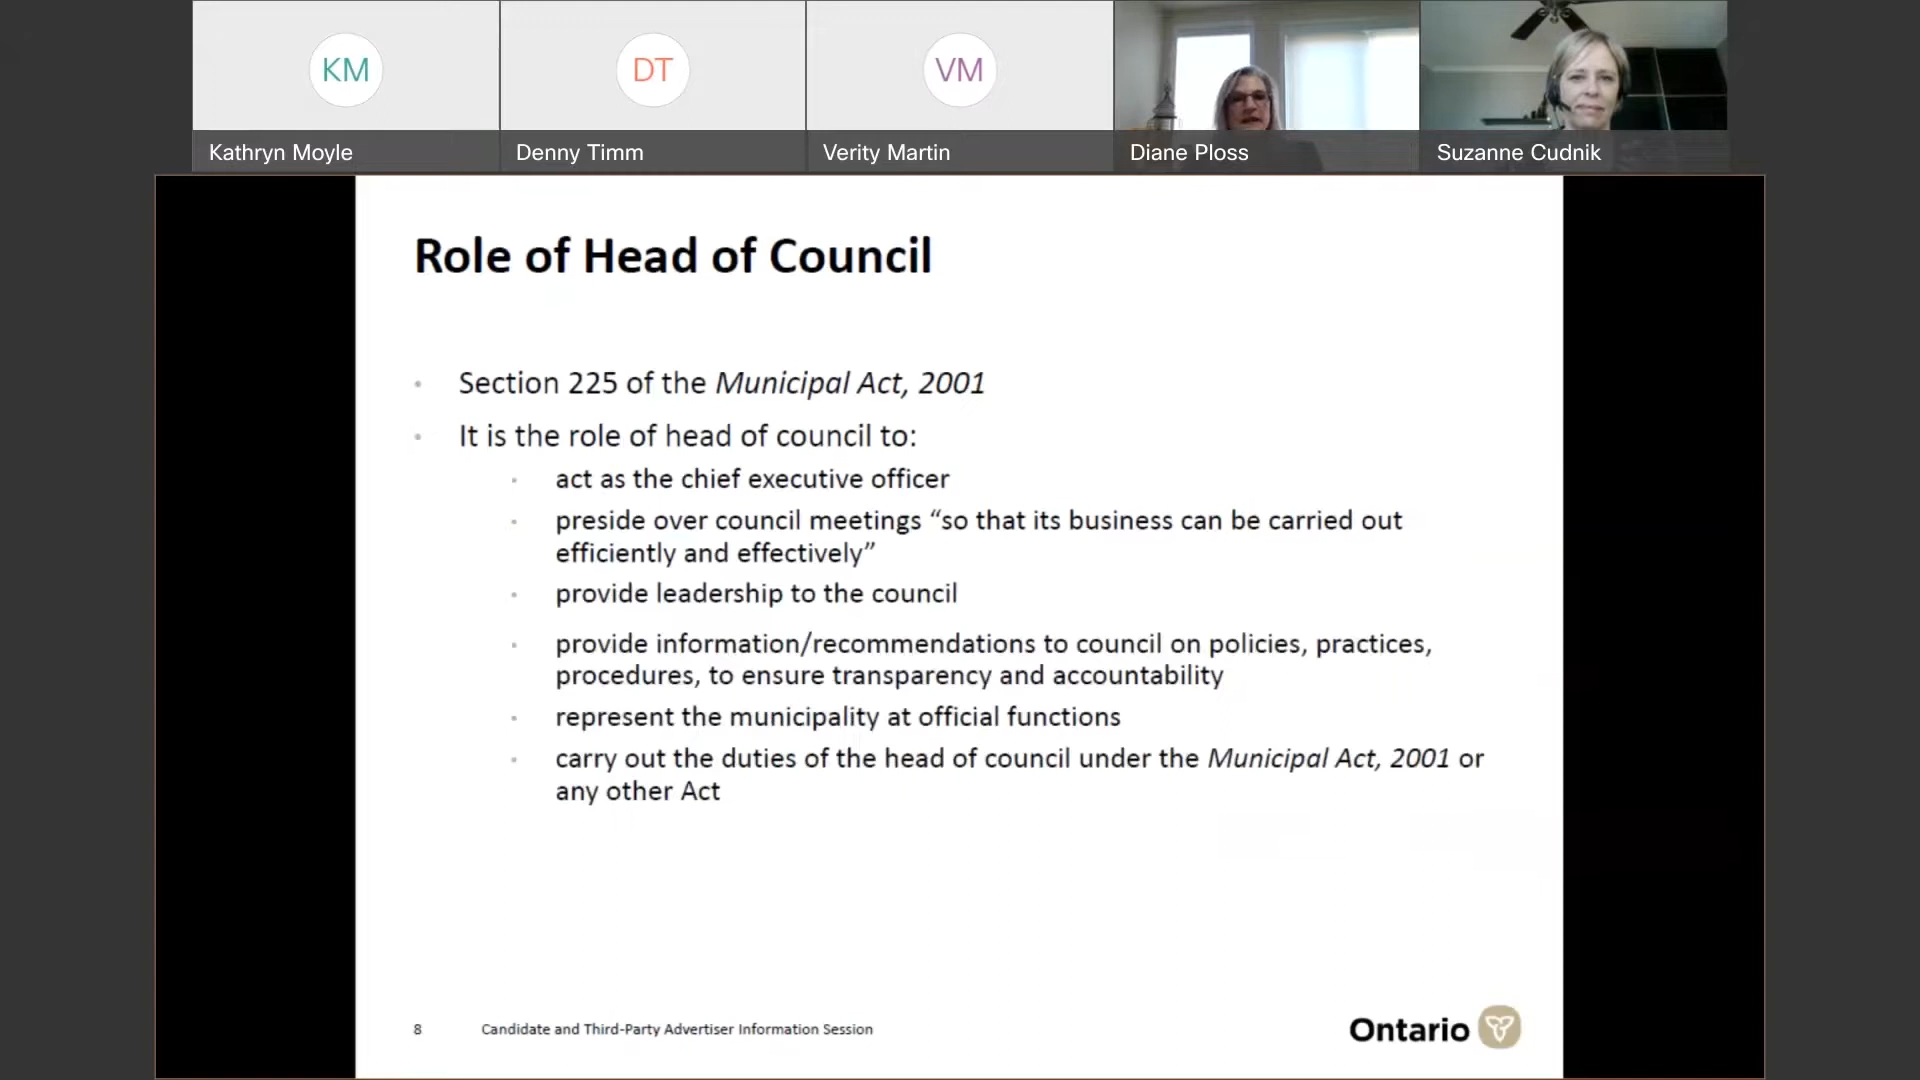 KM
DT
VM
Kathryn Moyle
Denny Timm
Verity Martin
Diane Ploss
Suzanne Cudnik
Role of Head of Council
• Section 225 of the Municipal Act, 2001
• It is the role of head of council to:
• act as the chief executive officer
• preside over council meetings “so that its business can be carried out
efficiently and effectively”
• provide leadership to the council
• provide information/recommendations to council on policies, practices,
procedures, to ensure transparency and accountability
• represent the municipality at official functions
• carry out the duties of the head of council under the Municipal Act, 2001 or
any other Act
8 Candidate and Third-Party Advertiser Information Session
Ontario